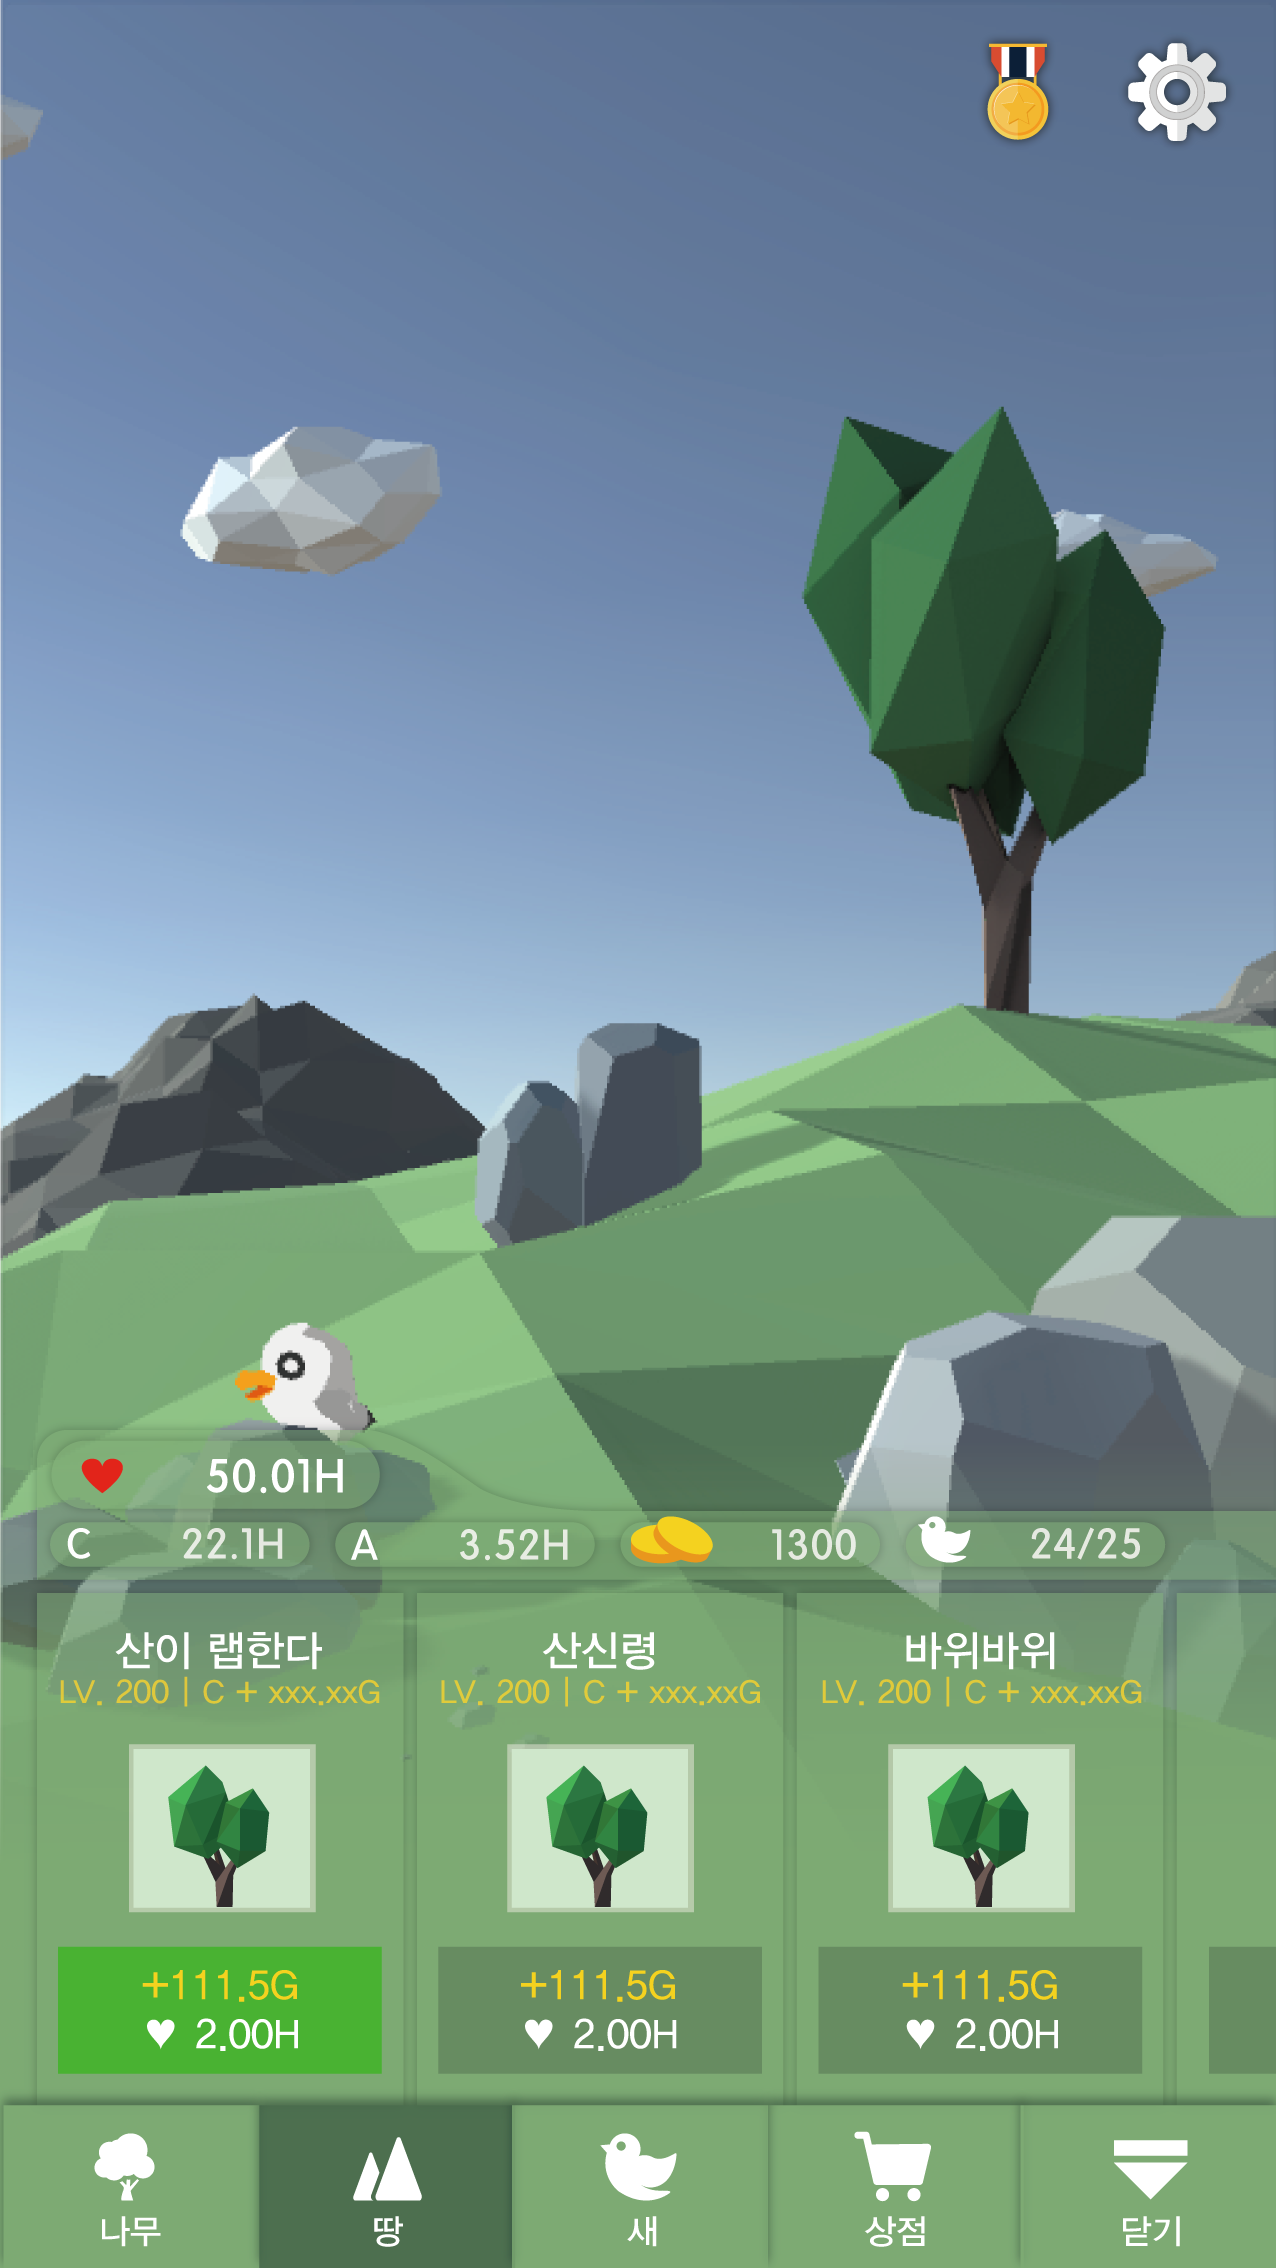 50.01H
C 22.1H A 3.52H 1300 24/25
산이 랩한다 산신령 바위바위
LV. 200 | C + xxx.xxG LV. 200 | C + xxx.xxG LV. 200 | C + xxx.xxG
+111.5G +111.5G +111.5G
♥ 2.00H ♥ 2.00H ♥ 2.00H
나무 땅 새 상점 닫기